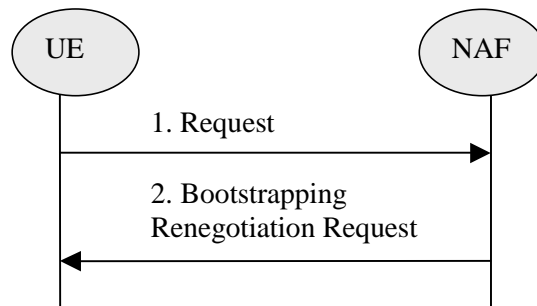 UE
NAF
1. Request
2. Bootstrapping
Renegotiation Request